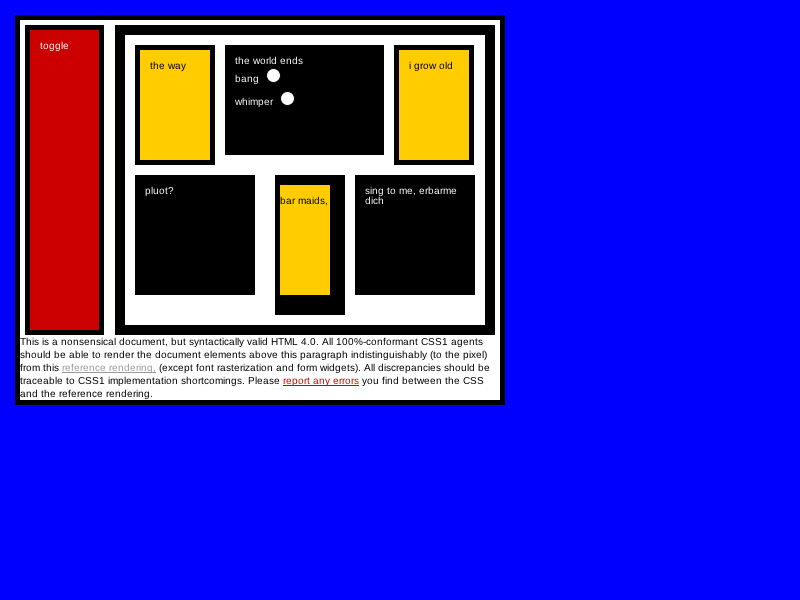 toggle
the way
the world ends
bang
whimper
i grow old
pluot?
bar maids,
sing to me, erbarme
dich
This is a nonsensical document, but syntactically valid HTML 4.0. All 100%-conformant CSS1 agents
should be able to render the document elements above this paragraph indistinguishably (to the pixel)
from this reference rendering, (except font rasterization and form widgets). All discrepancies should be
traceable to CSS1 implementation shortcomings. Please report any errors you find between the CSS
and the reference rendering.